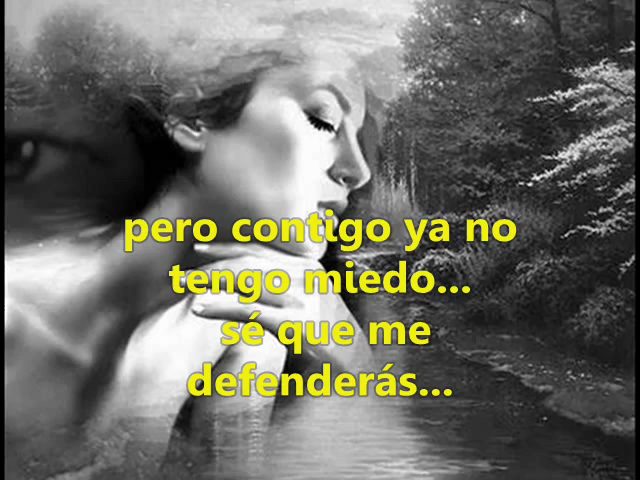 pero contigo ya no
tengo miedo...
sé que me
defenderás...